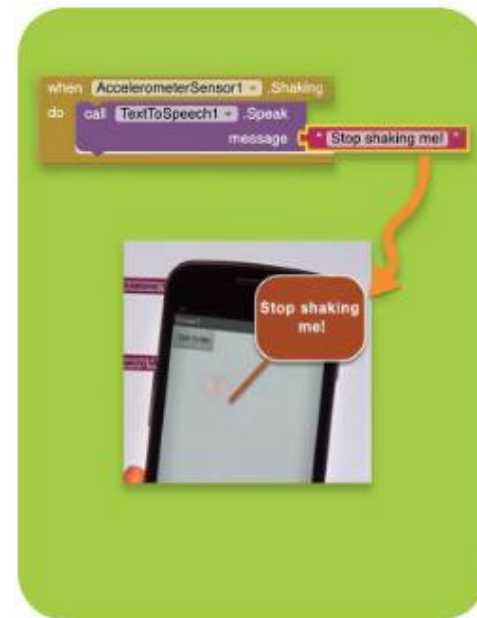 when AccelerometerSensor1 .Shaking
do call TextToSpeech1 .Speak
message " Stop shaking me! "
Stop shaking
me!